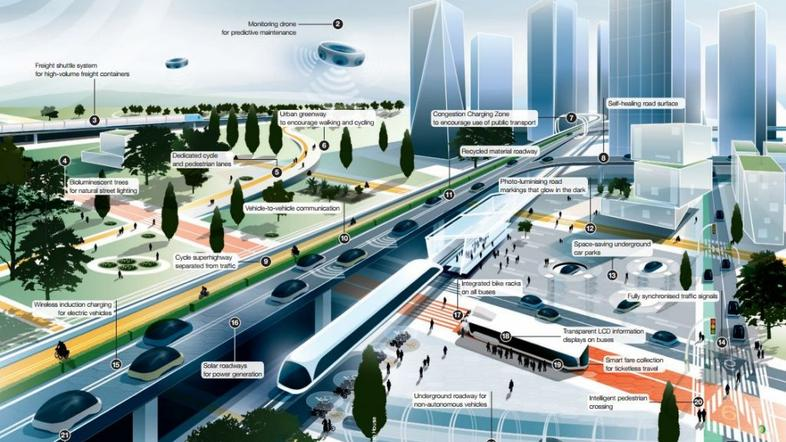 Monitoring drone
for predictive maintenance
2
Freight shuttle system
for high-volume freight containers
3
Urban greenway
to encourage walking and cycling
6
Congestion Charging Zone
to encourage use of public transport
7
Self-healing road surface
8
Recycled material roadway
11
Dedicated cycle
and pedestrian lanes
5
4
Bioluminescent trees
for natural street lighting
Photo-luminising road
markings that glow in the dark
12
Vehicle-to-vehicle communication
10
Space-saving underground
car parks
13
Cycle superhighway
separated from traffic
9
Integrated bike racks
on all buses
17
Fully synchronised traffic signals
14
Wireless induction charging
for electric vehicles
15
16
Solar roadways
for power generation
18
Transparent LCD information
displays on buses
19
Smart fare collection
for ticketless travel
Underground roadway for
non-autonomous vehicles
Intelligent pedestrian
crossing
20
21
House